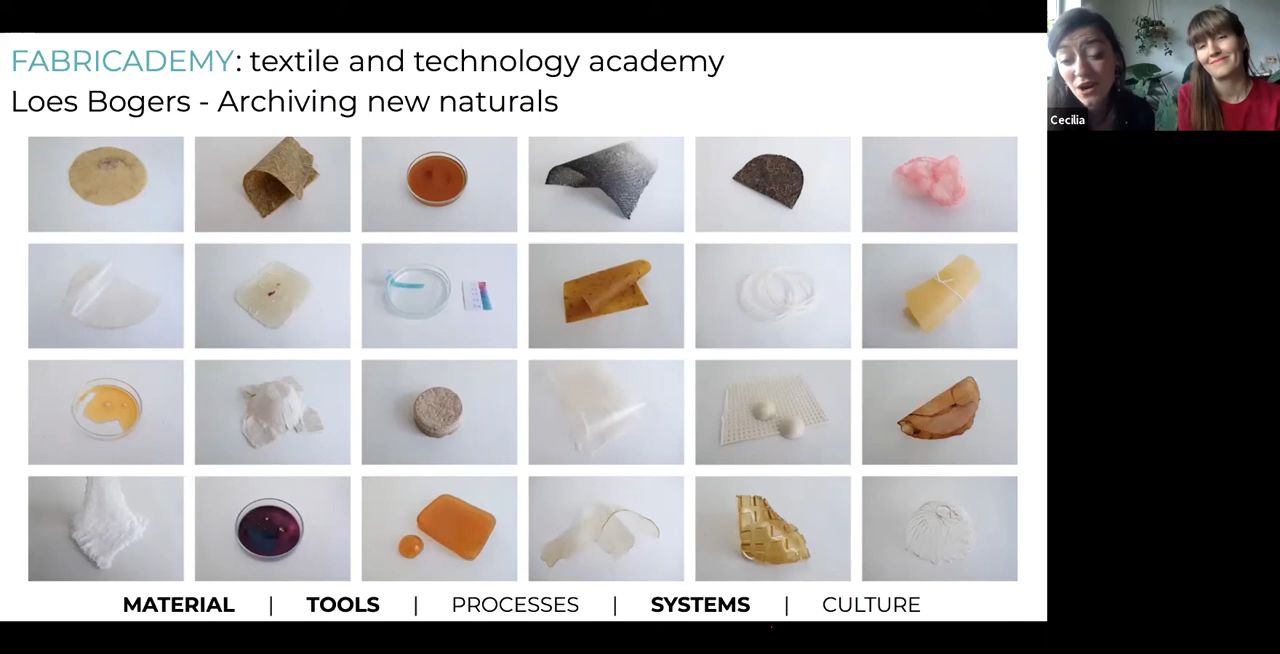 FABRICADEMY: textile and technology academy
Loes Bogers - Archiving new naturals
MATERIAL | TOOLS | PROCESSES | SYSTEMS | CULTURE
Cecilia